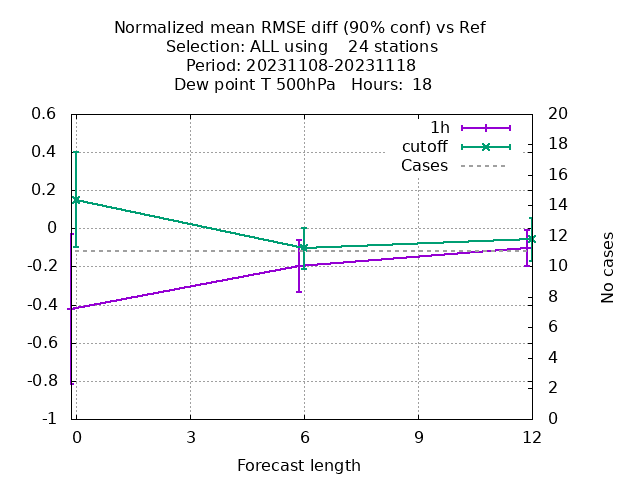 Normalized mean RMSE diff (90% conf) vs Ref
Selection: ALL using    24 stations
Period: 20231108-20231118
Dew point T 500hPa   Hours:  18
0.6
0.4
0.2
0
-0.2
-0.4
-0.6
-0.8
-1
20
18
16
14
12
10
8
6
4
2
0
1h
cutoff
Cases
No cases
0
3
6
9
12
Forecast length